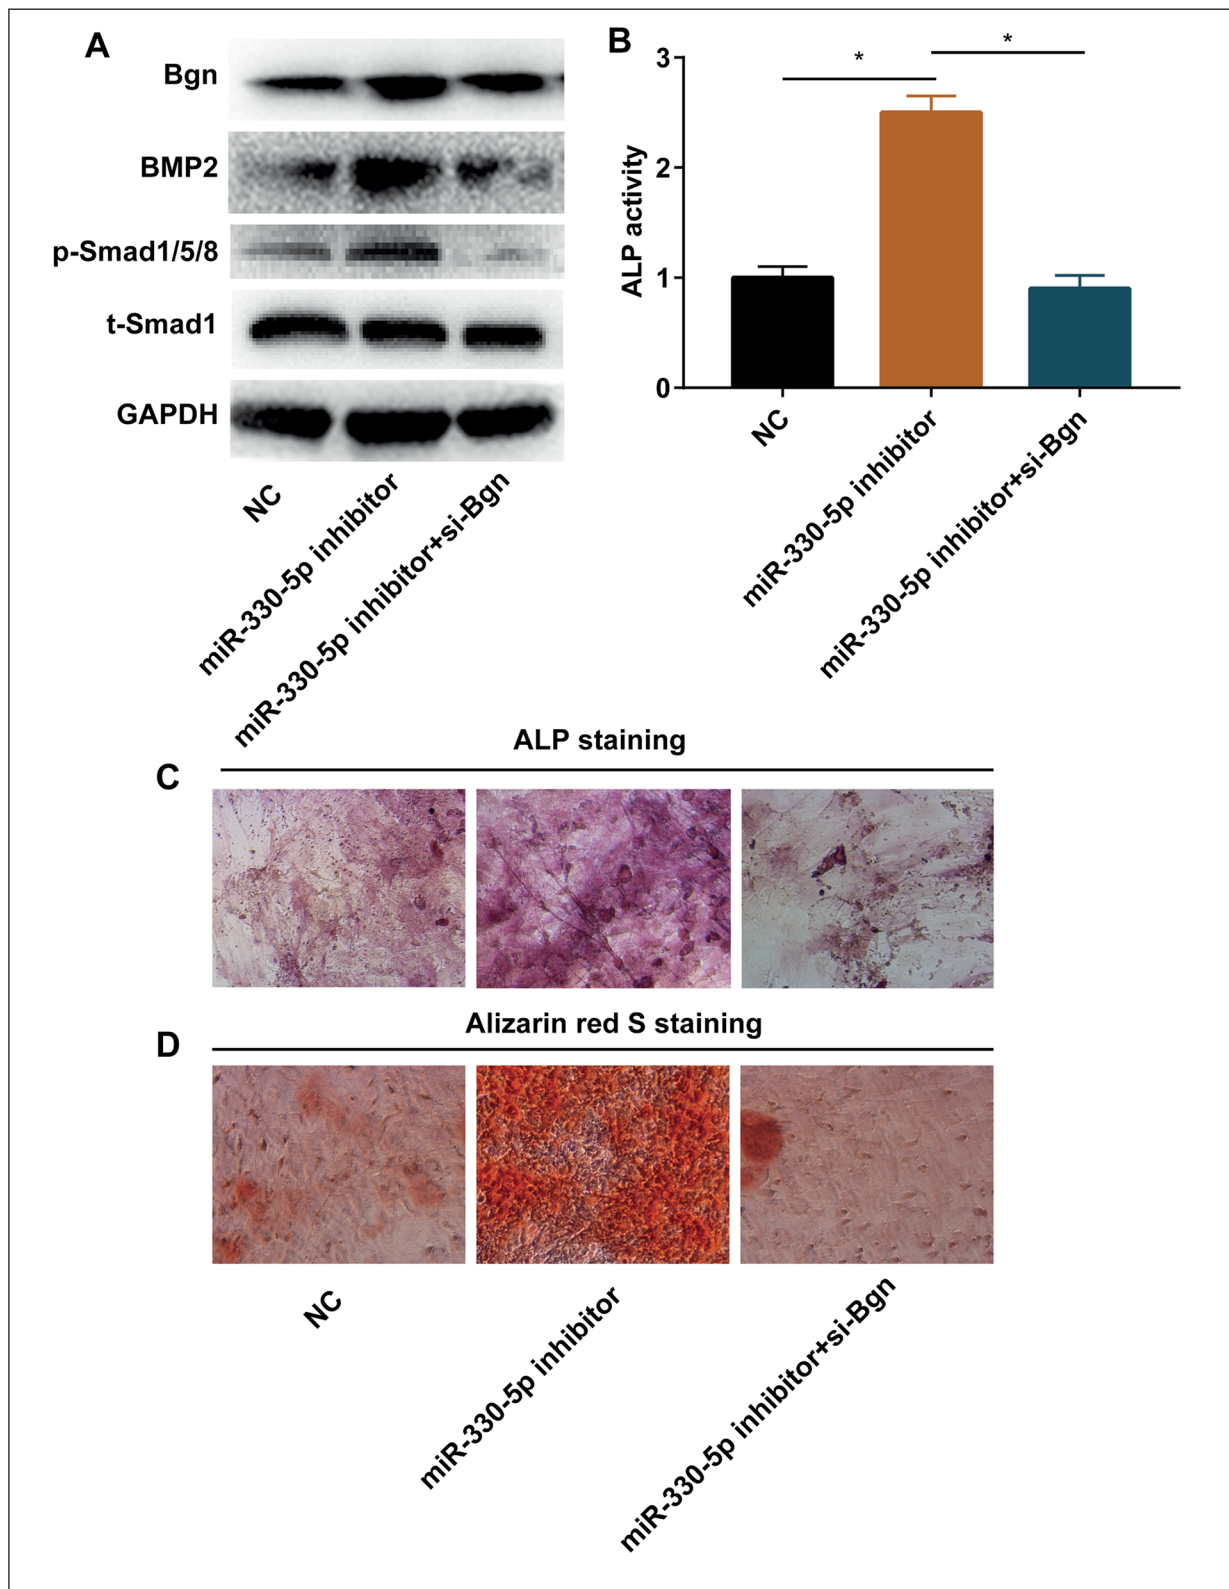 A
Bgn
BMP2
p-Smad1/5/8
t-Smad1
GAPDH
NC
miR-330-5p inhibitor
miR-330-5p inhibitor+si-Bgn
B
ALP activity
3
2
1
0
*
*
NC
miR-330-5p inhibitor
miR-330-5p inhibitor+si-Bgn
ALP staining
C
Alizarin red S staining
D
NC
miR-330-5p inhibitor
miR-330-5p inhibitor+si-Bgn